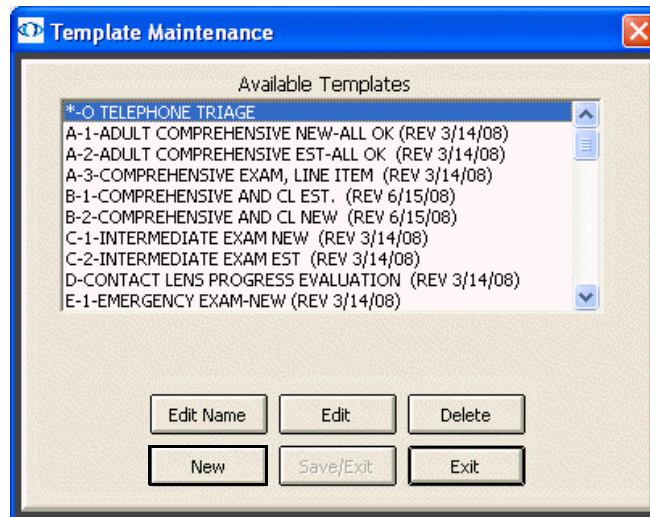 Template Maintenance
Available Templates
*-O TELEPHONE TRIAGE
A-1-ADULT COMPREHENSIVE NEW-ALL OK (REV 3/14/08)
A-2-ADULT COMPREHENSIVE EST-ALL OK  (REV 3/14/08)
A-3-COMPREHENSIVE EXAM, LINE ITEM  (REV 3/14/08)
B-1-COMPREHENSIVE AND CL EST.  (REV 6/15/08)
B-2-COMPREHENSIVE AND CL NEW  (REV 6/15/08)
C-1-INTERMEDIATE EXAM NEW  (REV 3/14/08)
C-2-INTERMEDIATE EXAM EST  (REV 3/14/08)
D-CONTACT LENS PROGRESS EVALUATION  (REV 3/14/08)
E-1-EMERGENCY EXAM-NEW (REV 3/14/08)
Edit Name Edit Delete
New Save/Exit Exit